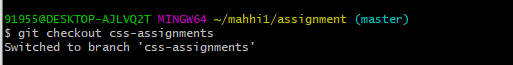 91955@DESKTOP-AJLVQ2T MINGW64 ~/mahhi1/assignment (master)
$ git checkout css-assignments
Switched to branch 'css-assignments'